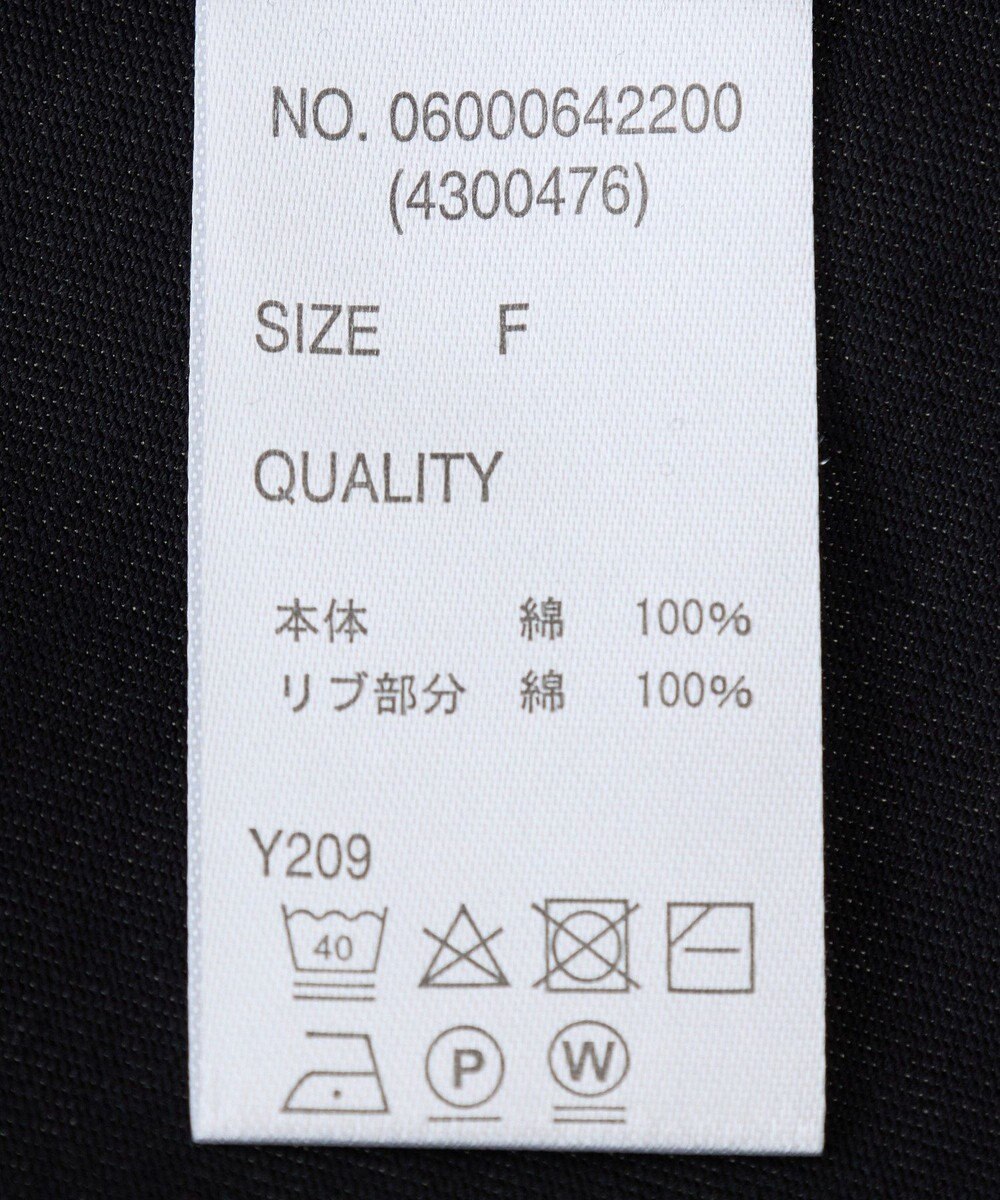 NO. 06000642200
(4300476)
SIZE F
QUALITY
本体 綿 100%
リブ部分 綿 100%
Y209
40
P W